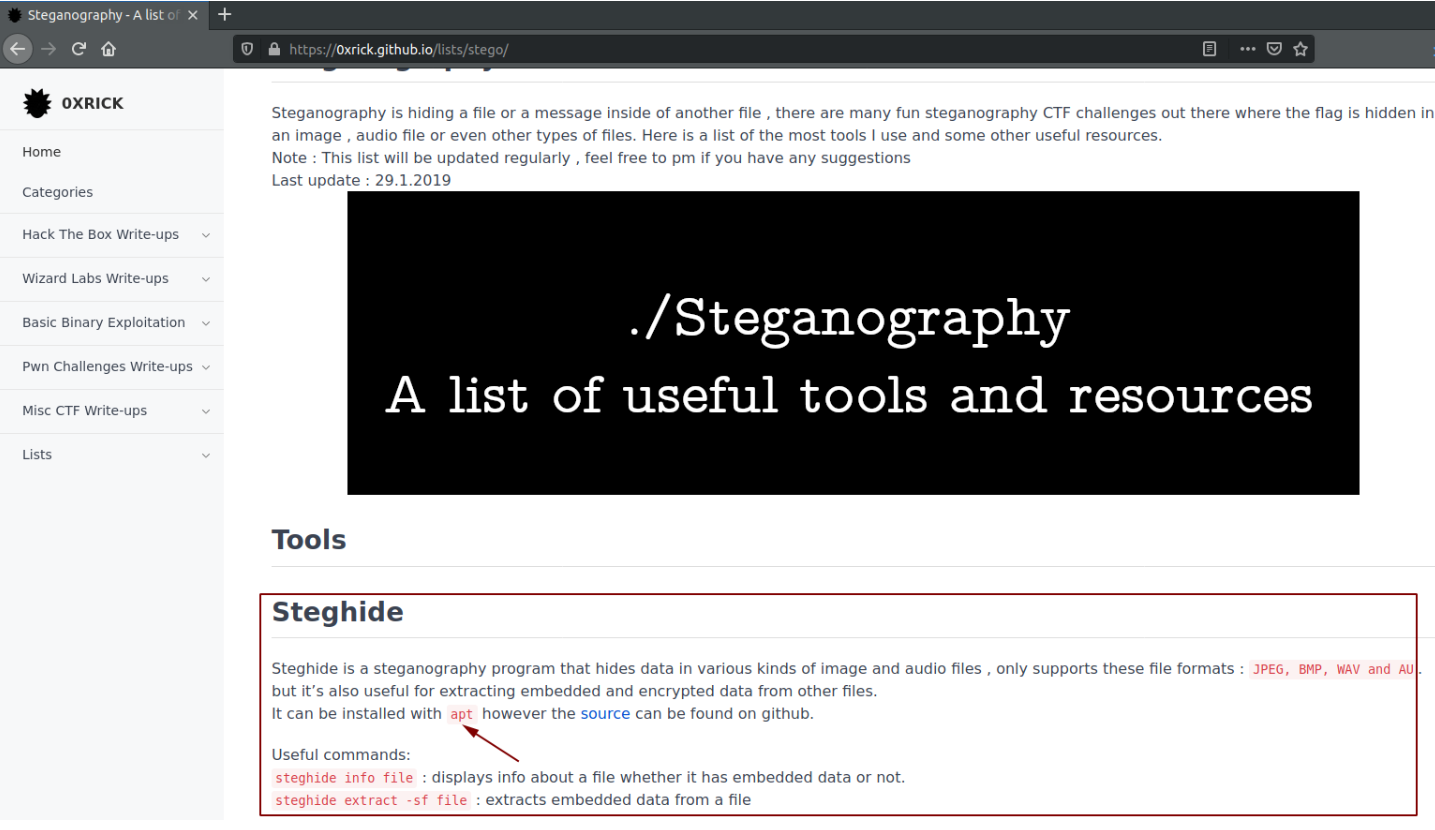 Steganography - A list of
https://0xrick.github.io/lists/stego/
0XRICK
Home
Categories
Hack The Box Write-ups
Wizard Labs Write-ups
Basic Binary Exploitation
Pwn Challenges Write-ups
Misc CTF Write-ups
Lists
Steganography is hiding a file or a message inside of another file , there are many fun steganography CTF challenges out there where the flag is hidden in
an image , audio file or even other types of files. Here is a list of the most tools I use and some other useful resources.
Note : This list will be updated regularly , feel free to pm if you have any suggestions
Last update : 29.1.2019
./Steganography
A list of useful tools and resources
Tools
Steghide
Steghide is a steganography program that hides data in various kinds of image and audio files , only supports these file formats : JPEG, BMP, WAV and AU .
but it’s also useful for extracting embedded and encrypted data from other files.
It can be installed with apt however the source can be found on github.
Useful commands:
steghide info file : displays info about a file whether it has embedded data or not.
steghide extract -sf file : extracts embedded data from a file